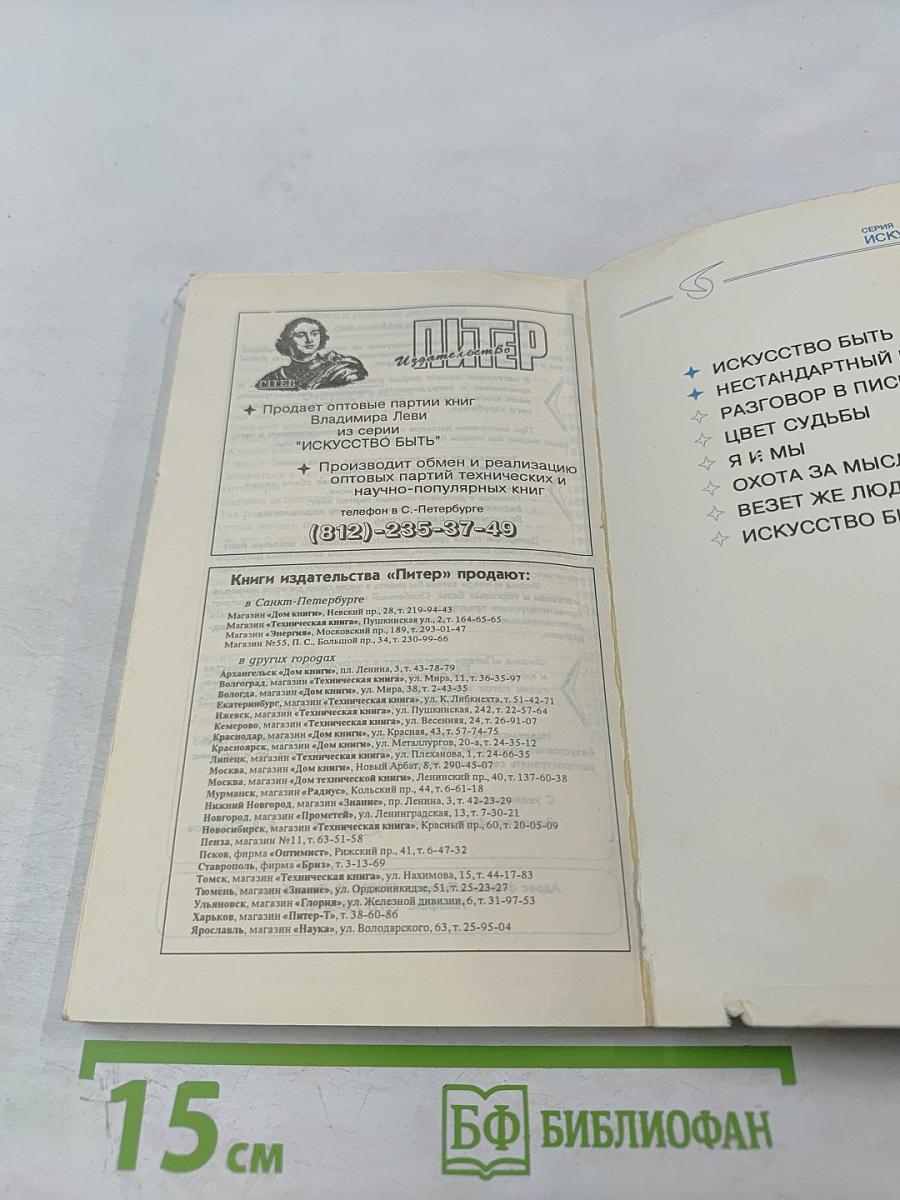 ПИТЕР
ПИТЕР
Издательство
Продает оптовые партии книг
Владимира Леви
из серии
"ИСКУССТВО БЫТЬ"
Производит обмен и реализацию
оптовых партий технических и
научно-популярных книг
телефон в С.-Петербурге
(812)-235-37-49
Книги издательства «Питер» продают:
в Санкт-Петербурге
Магазин «Дом книги», Невский пр., 28, т. 219-94-43
Магазин «Техническая книга», Пушкинская ул., 2, т. 164-65-65
Магазин «Энергия», Московский пр., 189, т. 293-01-47
Магазин №55, П. С., Большой пр., 34, т. 230-99-66
в других городах
Архангельск «Дом книги», пл. Ленина, 3, т. 43-78-79
Волгоград, магазин «Техническая книга», ул. Мира, 11, т. 36-35-97
Вологда, магазин «Дом книги», ул. Мира, 38, т. 2-43-35
Екатеринбург, магазин «Техническая книга», ул. К. Либкнехта, т. 51-42-71
Ижевск, магазин «Техническая книга», ул. Пушкинская, 242, т. 22-57-64
Кемерово, магазин «Техническая книга», ул. Весенняя, 24, т. 26-91-07
Краснодар, магазин «Дом книги», ул. Красная, 43, т. 57-74-75
Красноярск, магазин «Дом книги», ул. Металлургов, 20-а, т. 24-35-12
Липецк, магазин «Техническая книга», ул. Плеханова, 1, т. 24-66-35
Москва, магазин «Дом книги», Новый Арбат, 8, т. 290-45-07
Москва, магазин «Дом технической книги», Ленинский пр., 40, т. 137-60-38
Мурманск, магазин «Радиус», Кольский пр., 44, т. 6-61-18
Нижний Новгород, магазин «Знание», пр. Ленина, 3, т. 42-23-29
Новгород, магазин «Прометей», ул. Ленинградская, 13, т. 7-30-21
Новосибирск, магазин «Техническая книга», Красный пр., 60, т. 20-05-09
Пенза, магазин №11, т. 63-51-58
Псков, фирма «Оптимист», Рижский пр., 41, т. 6-47-32
Ставрополь, фирма «Бриз», т. 3-13-69
Томск, магазин «Техническая книга», ул. Нахимова, 15, т. 44-17-83
Тюмень, магазин «Знание», ул. Орджоникидзе, 51, т. 25-23-27
Ульяновск, магазин «Глория», ул. Железной дивизии, 6, т. 31-97-53
Харьков, магазин «Питер-Т», т. 38-60-86
Ярославль, магазин «Наука», ул. Володарского, 63, т. 25-95-04
СЕРИЯ
ИСКУ
ИСКУССТВО БЫТЬ
НЕСТАНДАРТНЫЙ
РАЗГОВОР В ПИС
ЦВЕТ СУДЬБЫ
Я И МЫ
ОХОТА ЗА МЫСЛ
ВЕЗЕТ ЖЕ ЛЮД
ИСКУССТВО Б
15 см
БФ БИБЛИОФАН